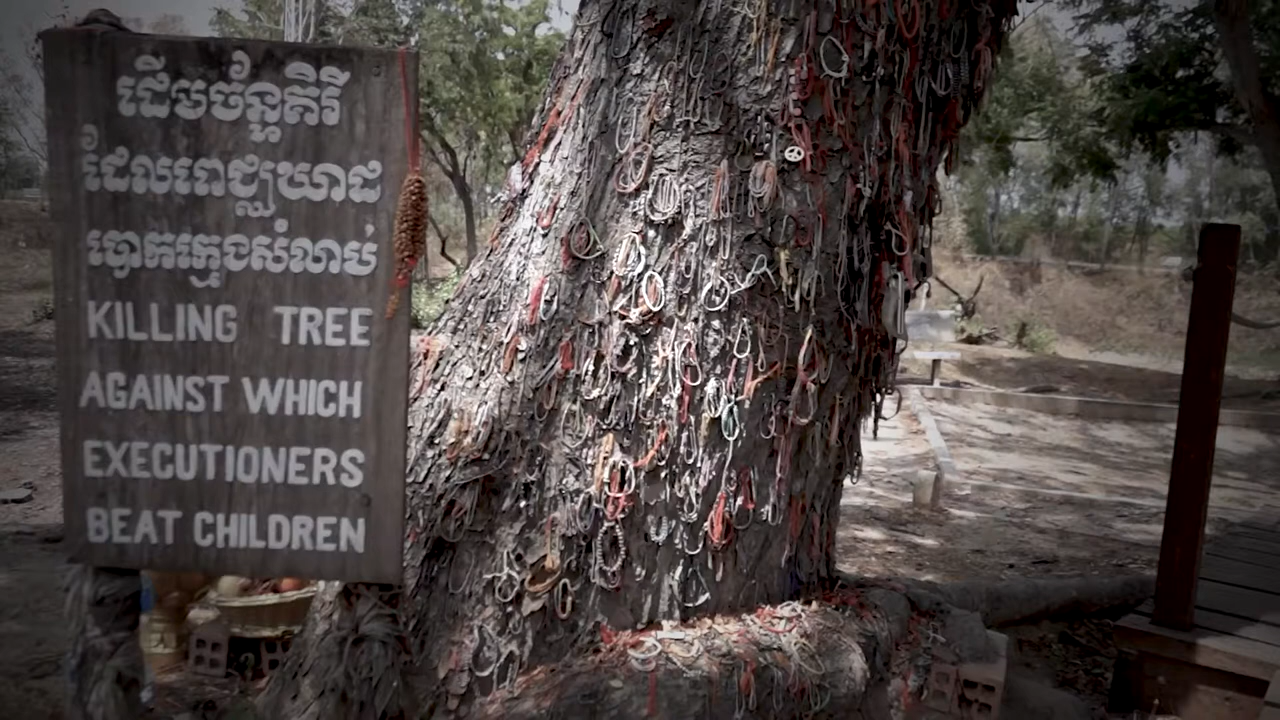 ដើមច័ន្ទគិរី
ដែលពេជ្ឈឃាដ
បោកក្មេងសំលាប់
KILLING TREE
AGAINST WHICH
EXECUTIONERS
BEAT CHILDREN